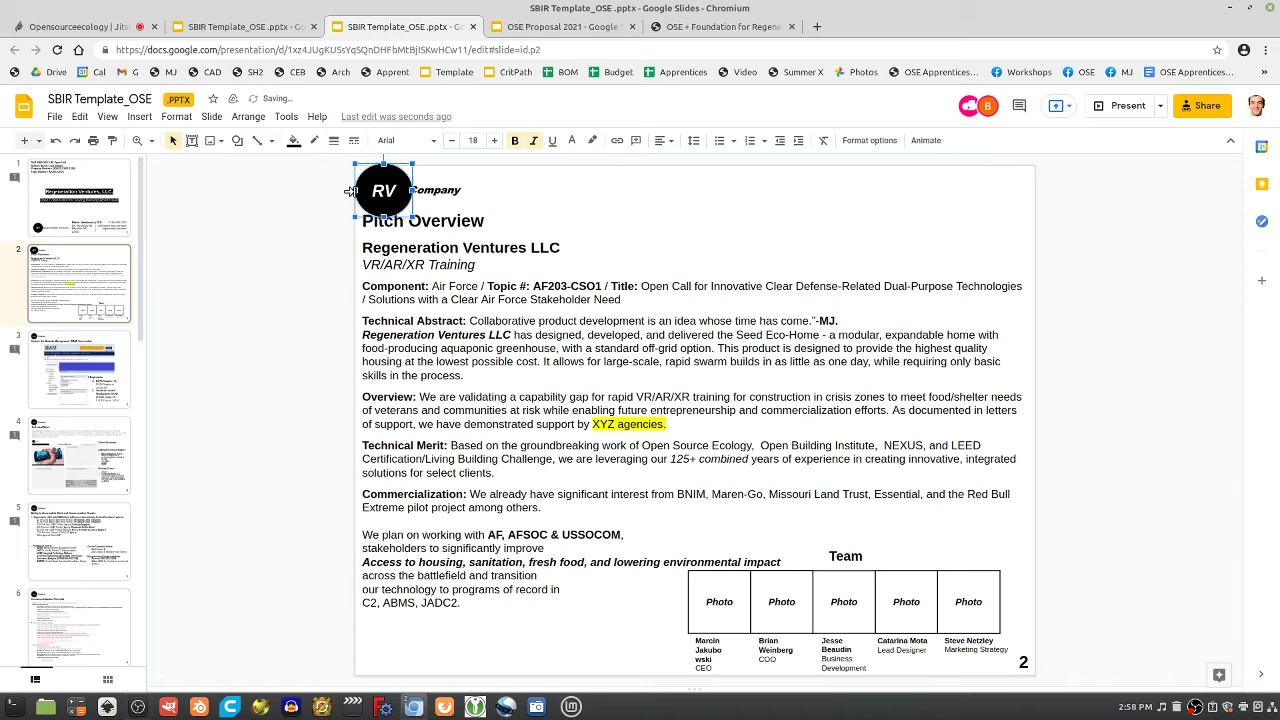 SBIR Template_OSE .pptx - Google Slides - Chromium
Opensourceecology | Jitsi
SBIR Template_OSE .pptx - Go
SBIR Template_OSE .pptx - Go
OSE Proposal 2021 - Google S
OSE + Foundation for Regene
https://docs.google.com/presentation/d/1xz4JUgKUSsYqSQnDHFbMtBjISKwHCw11/edit#slide=id.p2
Drive
Cal
G
MJ
CAD
SH2
CEB
Arch
Apprent
Template
CritPath
BOM
Budget
Apprentices
Video
Summer X
Photos
OSE Apprentices...
Workshops
MJ
OSE Apprentices...
SBIR Template_OSE
.PPTX
Saving...
File Edit View Insert Format Slide Arrange Tools Help
Last edit was seconds ago
B
Present
Share
Arial
18
Format options
Animate
RV
Company
Pitch Overview
Regeneration Ventures LLC
VR/AR/XR Training
Component: Air Force / Topic #: AF203-CSO1 / Title: Open Call for Innovative Clear Defense-Related Dual-Purpose Technologies
/ Solutions with a Clear Air Force Stakeholder Need
Technical Abstract: Collaborative product development is an idea whose time has come."-MJ.
Regeneration Ventures LLC has designed, tested, and delivered the Seed Eco-Home - a modular, expandable home with
food-producing aquaponic greenhouse, with a standard off-grid option. This product is designed to provide the highest quality
housing at the lowest possible cost. It allows for large-scale, rapid swarm builds in as little as one day, while requiring only basic
skills in the process.
Overview: We are validating a capability gap for rapid VR/AR/XR training for construction in crisis zones to meet food/shelter needs
of veterans and communities at risk while enabling future entrepreneurship and commercialization efforts. As documented in letters
XYZ agencies.
Technical Merit: Based on the groundbreaking work of Open Source Ecology, Open Building Institute, NEXUS, and LEED
Certification/Living Building Challenge, we are leveraging our 125+ combined years of experience in creating innovative, integrated
solutions for select clients.
Commercialization: We already have significant interest from BNIM, Maran-Go, Missouri Land Trust, Essential, and the Red Bull
We plan on working with AF, AFSOC & USSOCOM,
stakeholders to significantly improve
Access to housing, sanitation, fresh food, and lowering environmental impact
across the battlefield and transition
our technology to programs of record in
C2, ABMS, JADC2.
Team
Photo Photo Photo Photo Photo
Marcin
Jakubo
wski
CEO
Brian
Weinberg
COO
Jesse
Beaudin
Business
Development
Catarina Mota
Lead Designer
Steve Netzley
Marketing Strategy
2
1
2
3
4
5
6
Regeneration Ventures, LLC
2:58 PM